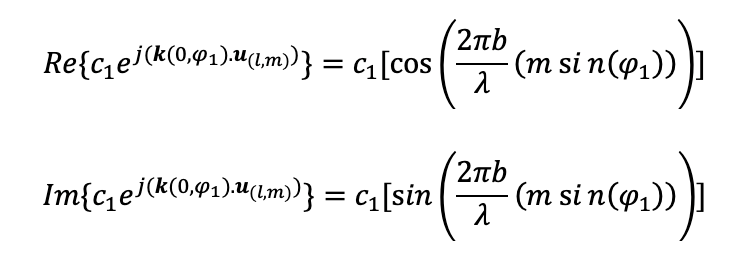 Re{c₁e^{j(𝒌(0,φ₁).𝒖_{(l,m)})}} = c₁[cos(2πb/λ (m si n(φ₁)))]
Im{c₁e^{j(𝒌(0,φ₁).𝒖_{(l,m)})}} = c₁[sin(2πb/λ (m si n(φ₁)))]